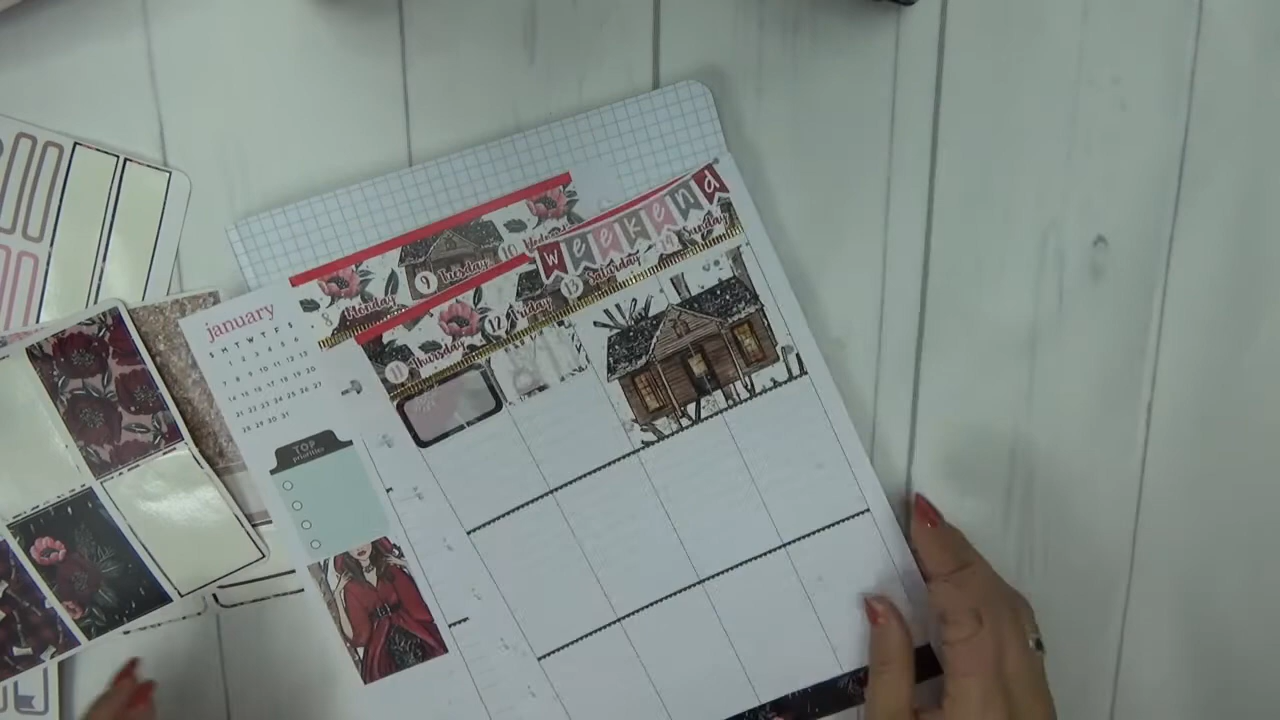 january
S M T W T F S
1 2 3 4 5 6
7 8 9 10 11 12 13
14 15 16 17 18 19 20
21 22 23 24 25 26 27
28 29 30 31
8 Monday
9 Tuesday
10 Wednesday
11 Thursday
12 Friday
13 Saturday
14 Sunday
weekend
TOP
priorities